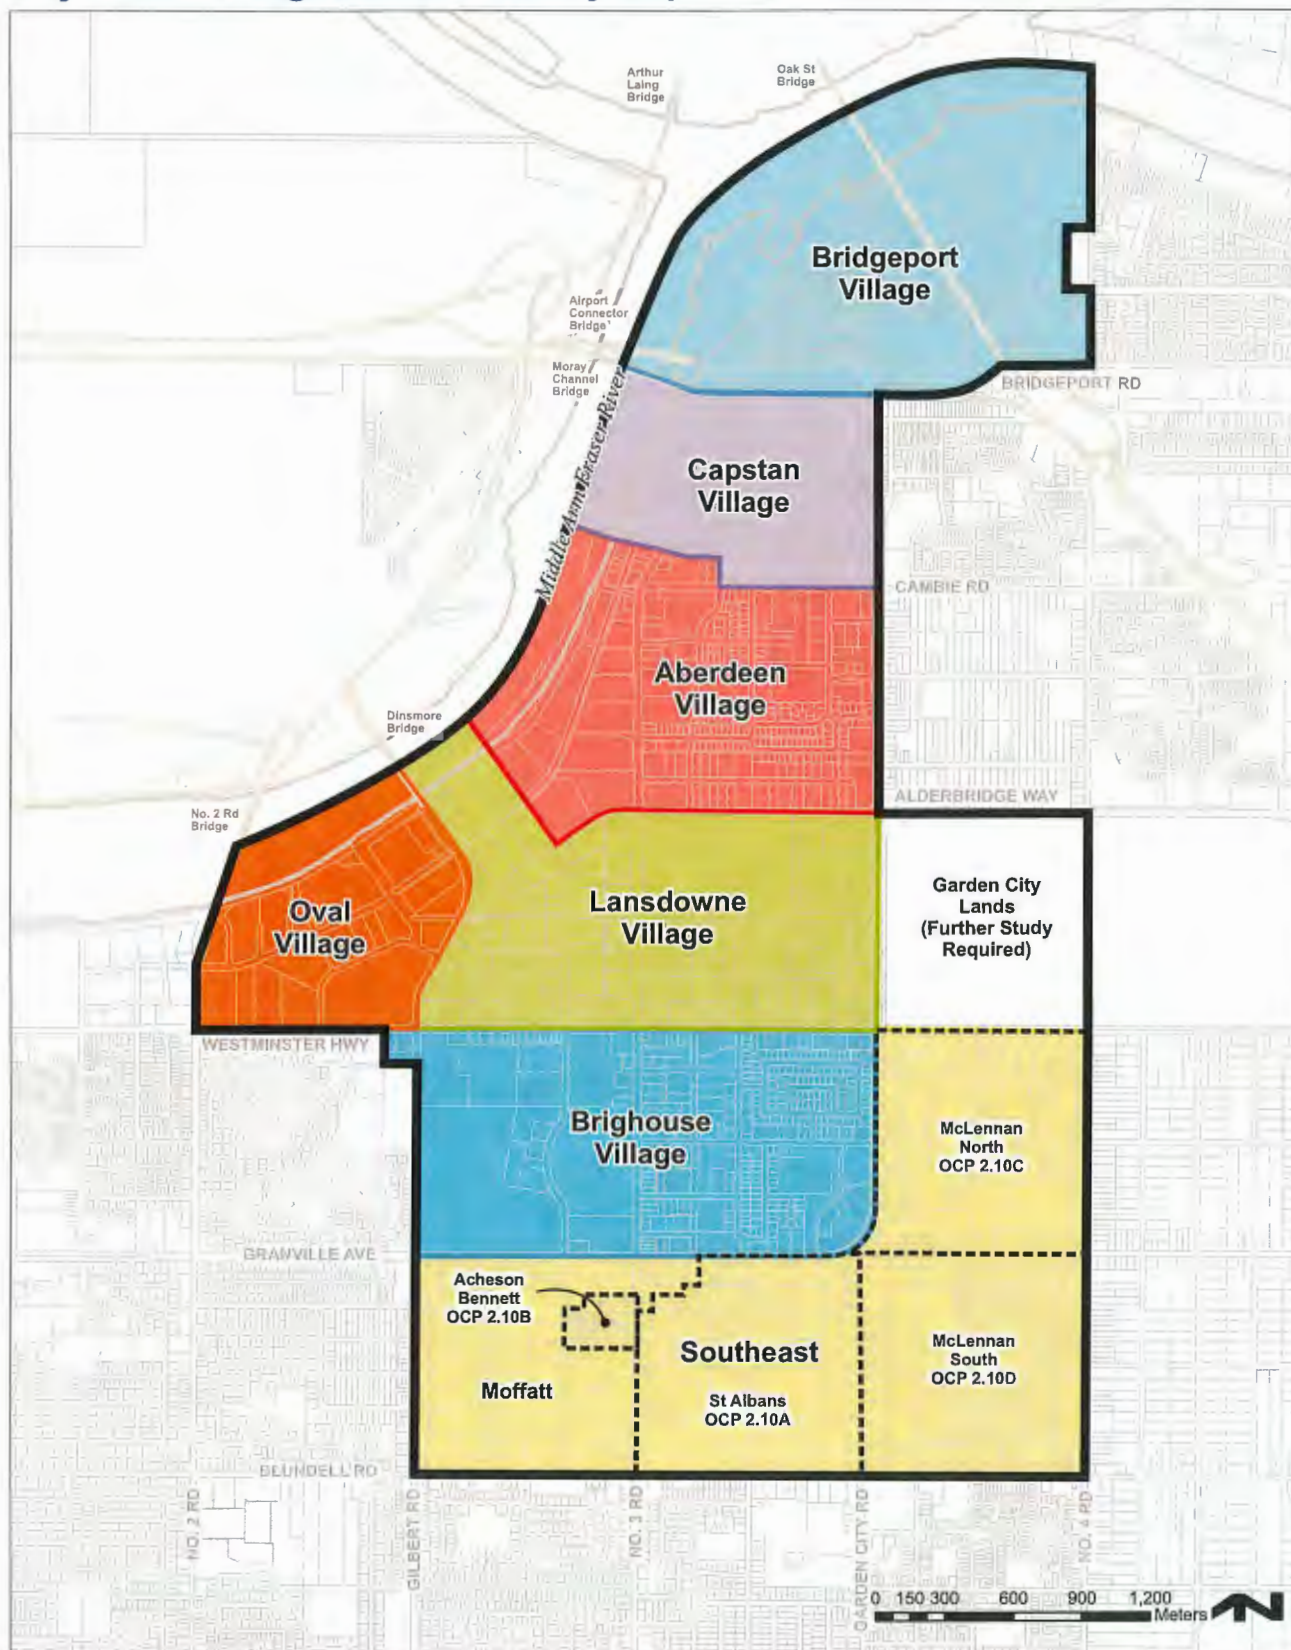 Arthur
Laing
Bridge
Oak St
Bridge
Bridgeport
Village
Airport
Connector
Bridge
Moray
Channel
Bridge
BRIDGEPORT RD
Middle Arm Fraser River
Capstan
Village
CAMBIE RD
Aberdeen
Village
Dinsmore
Bridge
ALDERBRIDGE WAY
No. 2 Rd
Bridge
Garden City
Lands
(Further Study
Required)
Lansdowne
Village
Oval
Village
WESTMINSTER HWY
Brighouse
Village
McLennan
North
OCP 2.10C
GRANVILLE AVE
Acheson
Bennett
OCP 2.10B
Southeast
McLennan
South
OCP 2.10D
Moffatt
St Albans
OCP 2.10A
BLUNDELL RD
NO. 2 RD
GILBERT RD
NO. 3 RD
GARDEN CITY RD
NO. 4 RD
0 150 300 600 900 1,200
Meters
N